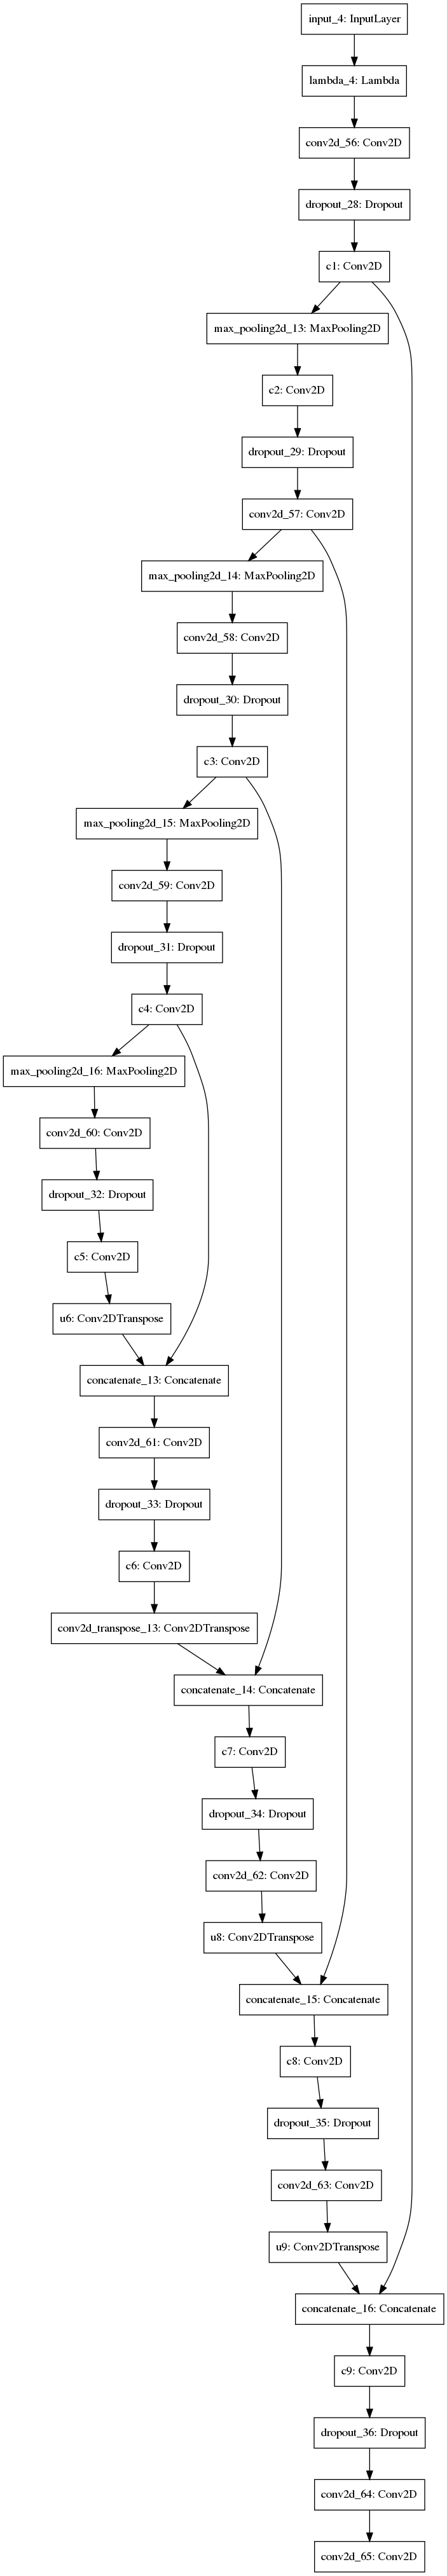 input_4: InputLayer
lambda_4: Lambda
conv2d_56: Conv2D
dropout_28: Dropout
c1: Conv2D
max_pooling2d_13: MaxPooling2D
c2: Conv2D
dropout_29: Dropout
conv2d_57: Conv2D
max_pooling2d_14: MaxPooling2D
conv2d_58: Conv2D
dropout_30: Dropout
c3: Conv2D
max_pooling2d_15: MaxPooling2D
conv2d_59: Conv2D
dropout_31: Dropout
c4: Conv2D
max_pooling2d_16: MaxPooling2D
conv2d_60: Conv2D
dropout_32: Dropout
c5: Conv2D
u6: Conv2DTranspose
concatenate_13: Concatenate
conv2d_61: Conv2D
dropout_33: Dropout
c6: Conv2D
conv2d_transpose_13: Conv2DTranspose
concatenate_14: Concatenate
c7: Conv2D
dropout_34: Dropout
conv2d_62: Conv2D
u8: Conv2DTranspose
concatenate_15: Concatenate
c8: Conv2D
dropout_35: Dropout
conv2d_63: Conv2D
u9: Conv2DTranspose
concatenate_16: Concatenate
c9: Conv2D
dropout_36: Dropout
conv2d_64: Conv2D
conv2d_65: Conv2D